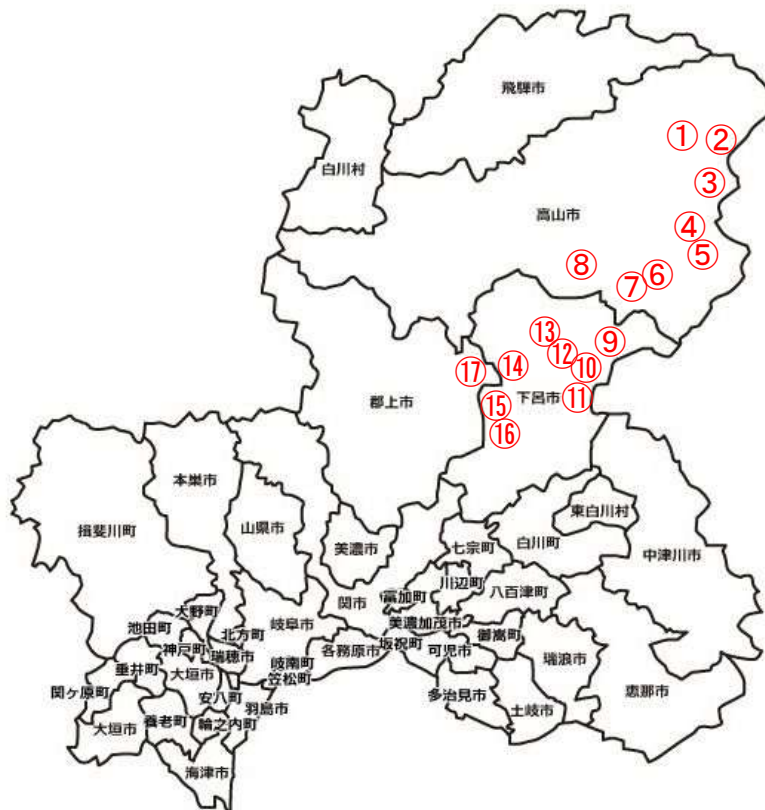 飛騨市
①
②
白川村
③
高山市
④
⑤
⑧
⑥
⑦
⑬
⑨
⑫
⑰
⑭
⑩
郡上市
⑮
下呂市
⑪
⑯
本巣市
東白川村
揖斐川町
山県市
美濃市
七宗町
白川町
中津川市
川辺町
八百津町
富加町
関市
大野町
池田町
北方町
岐阜市
美濃加茂市
御嵩町
神戸町
瑞穂市
坂祝町
可児市
垂井町
大垣市
岐南町
各務原市
瑞浪市
笠松町
関ヶ原町
安八町
羽島市
多治見市
恵那市
大垣市
養老町
輪之内町
土岐市
海津市